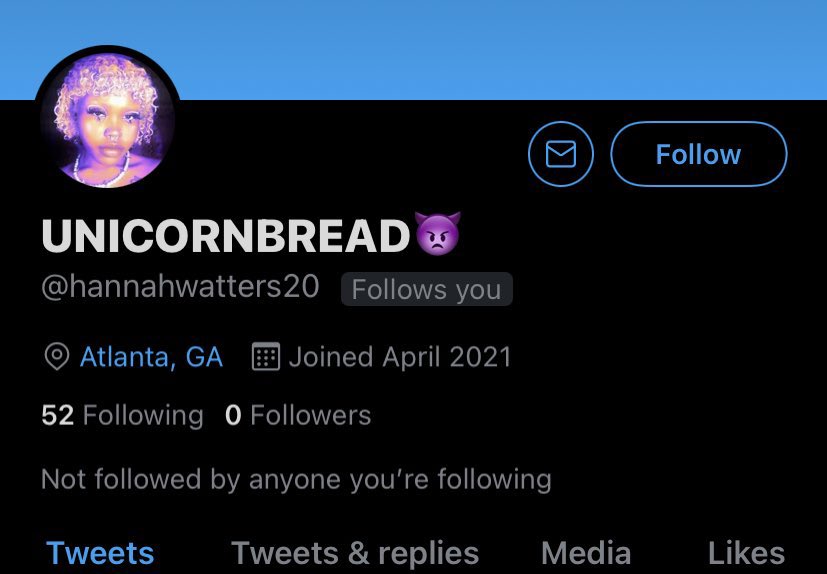 Follow
UNICORNBREAD👿
@hannahwatters20 Follows you
Atlanta, GA Joined April 2021
52 Following 0 Followers
Not followed by anyone you’re following
Tweets Tweets & replies Media Likes